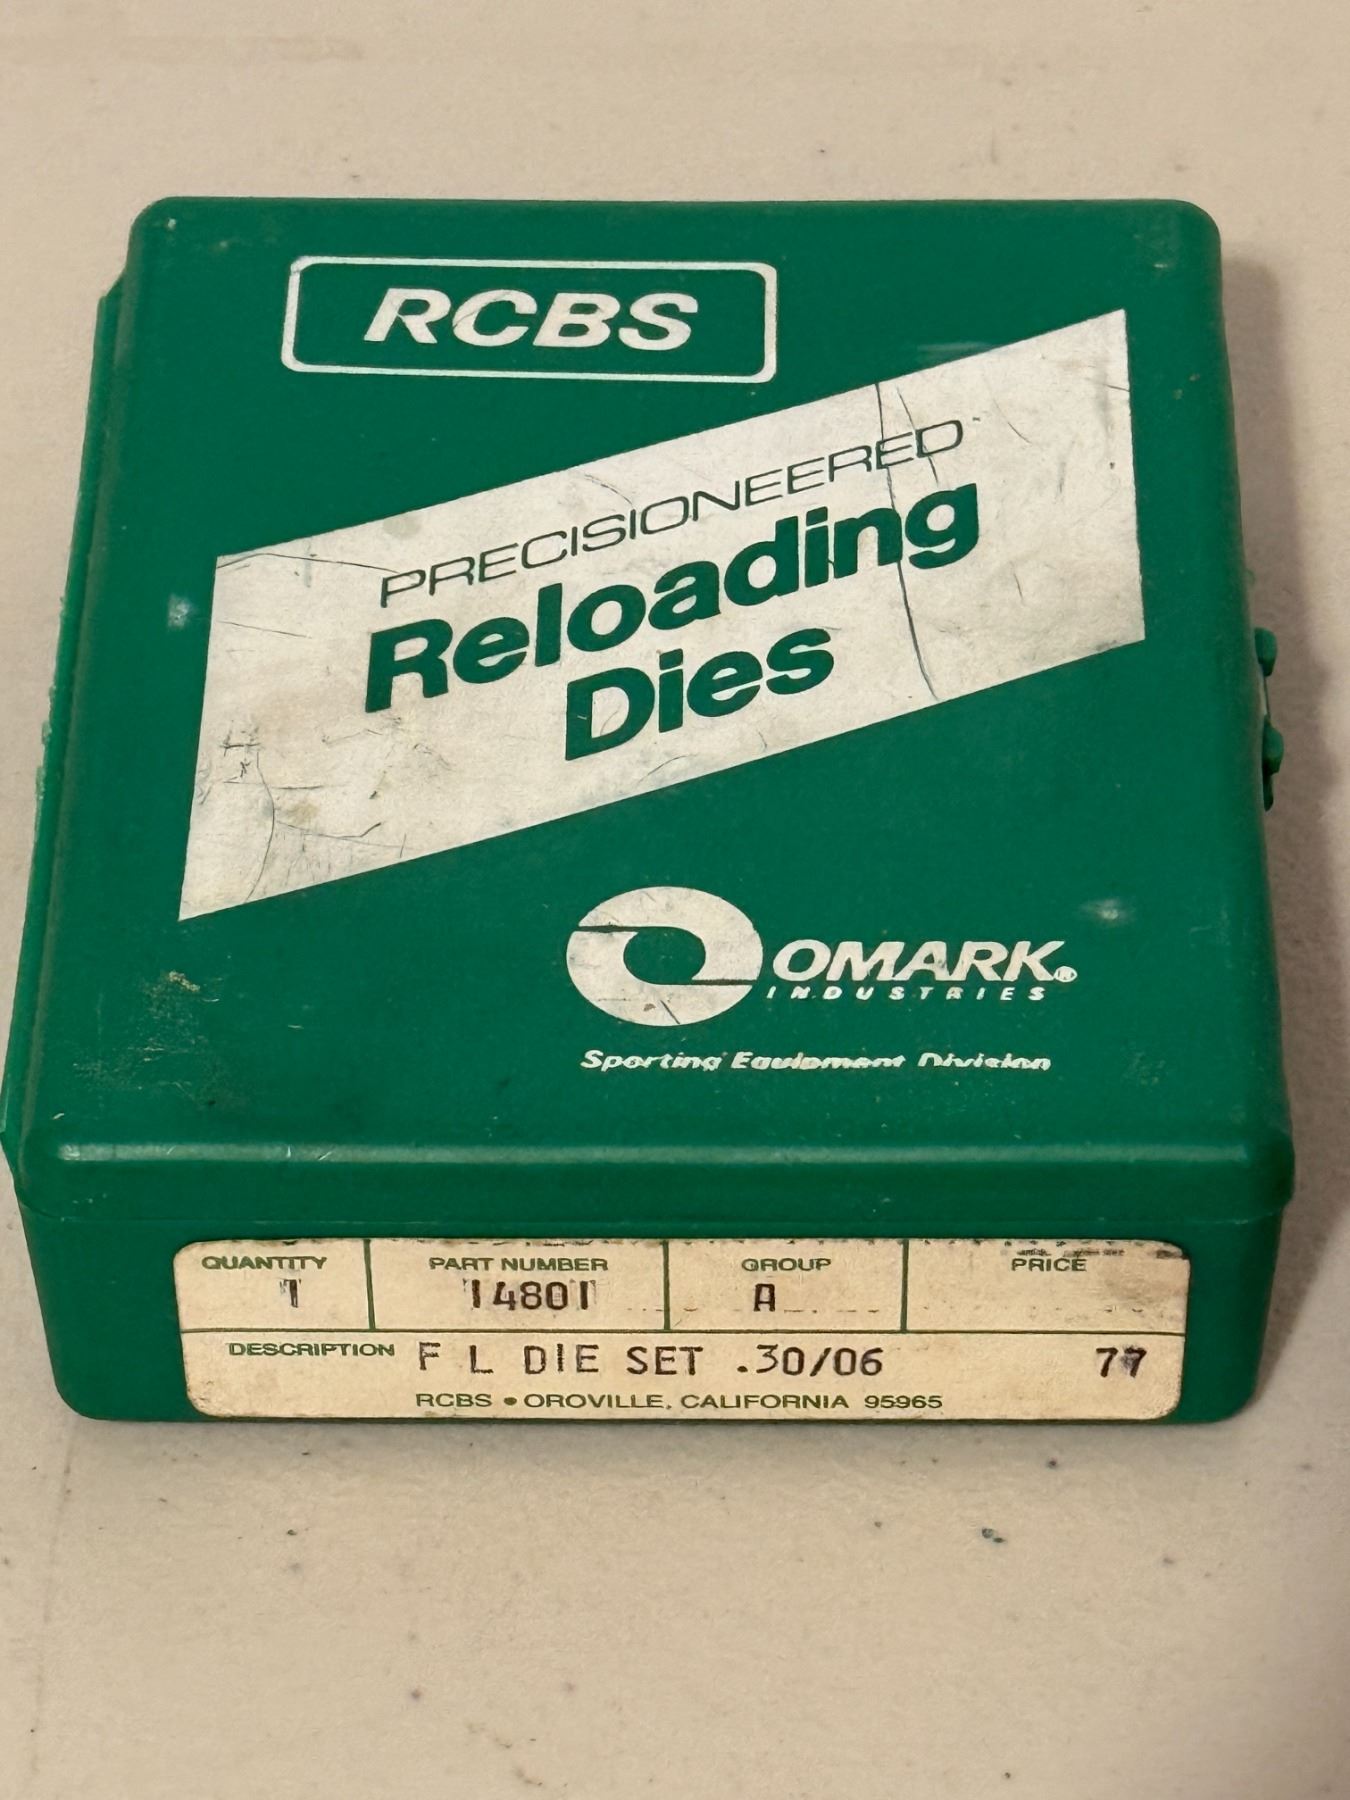 RCBS
PRECISIONEERED
Reloading
Dies
OMARK®
INDUSTRIES
Sporting Equipment Division
QUANTITY PART NUMBER GROUP PRICE
1 14801 A
DESCRIPTION F L DIE SET .30/06 77
RCBS • OROVILLE, CALIFORNIA 95965